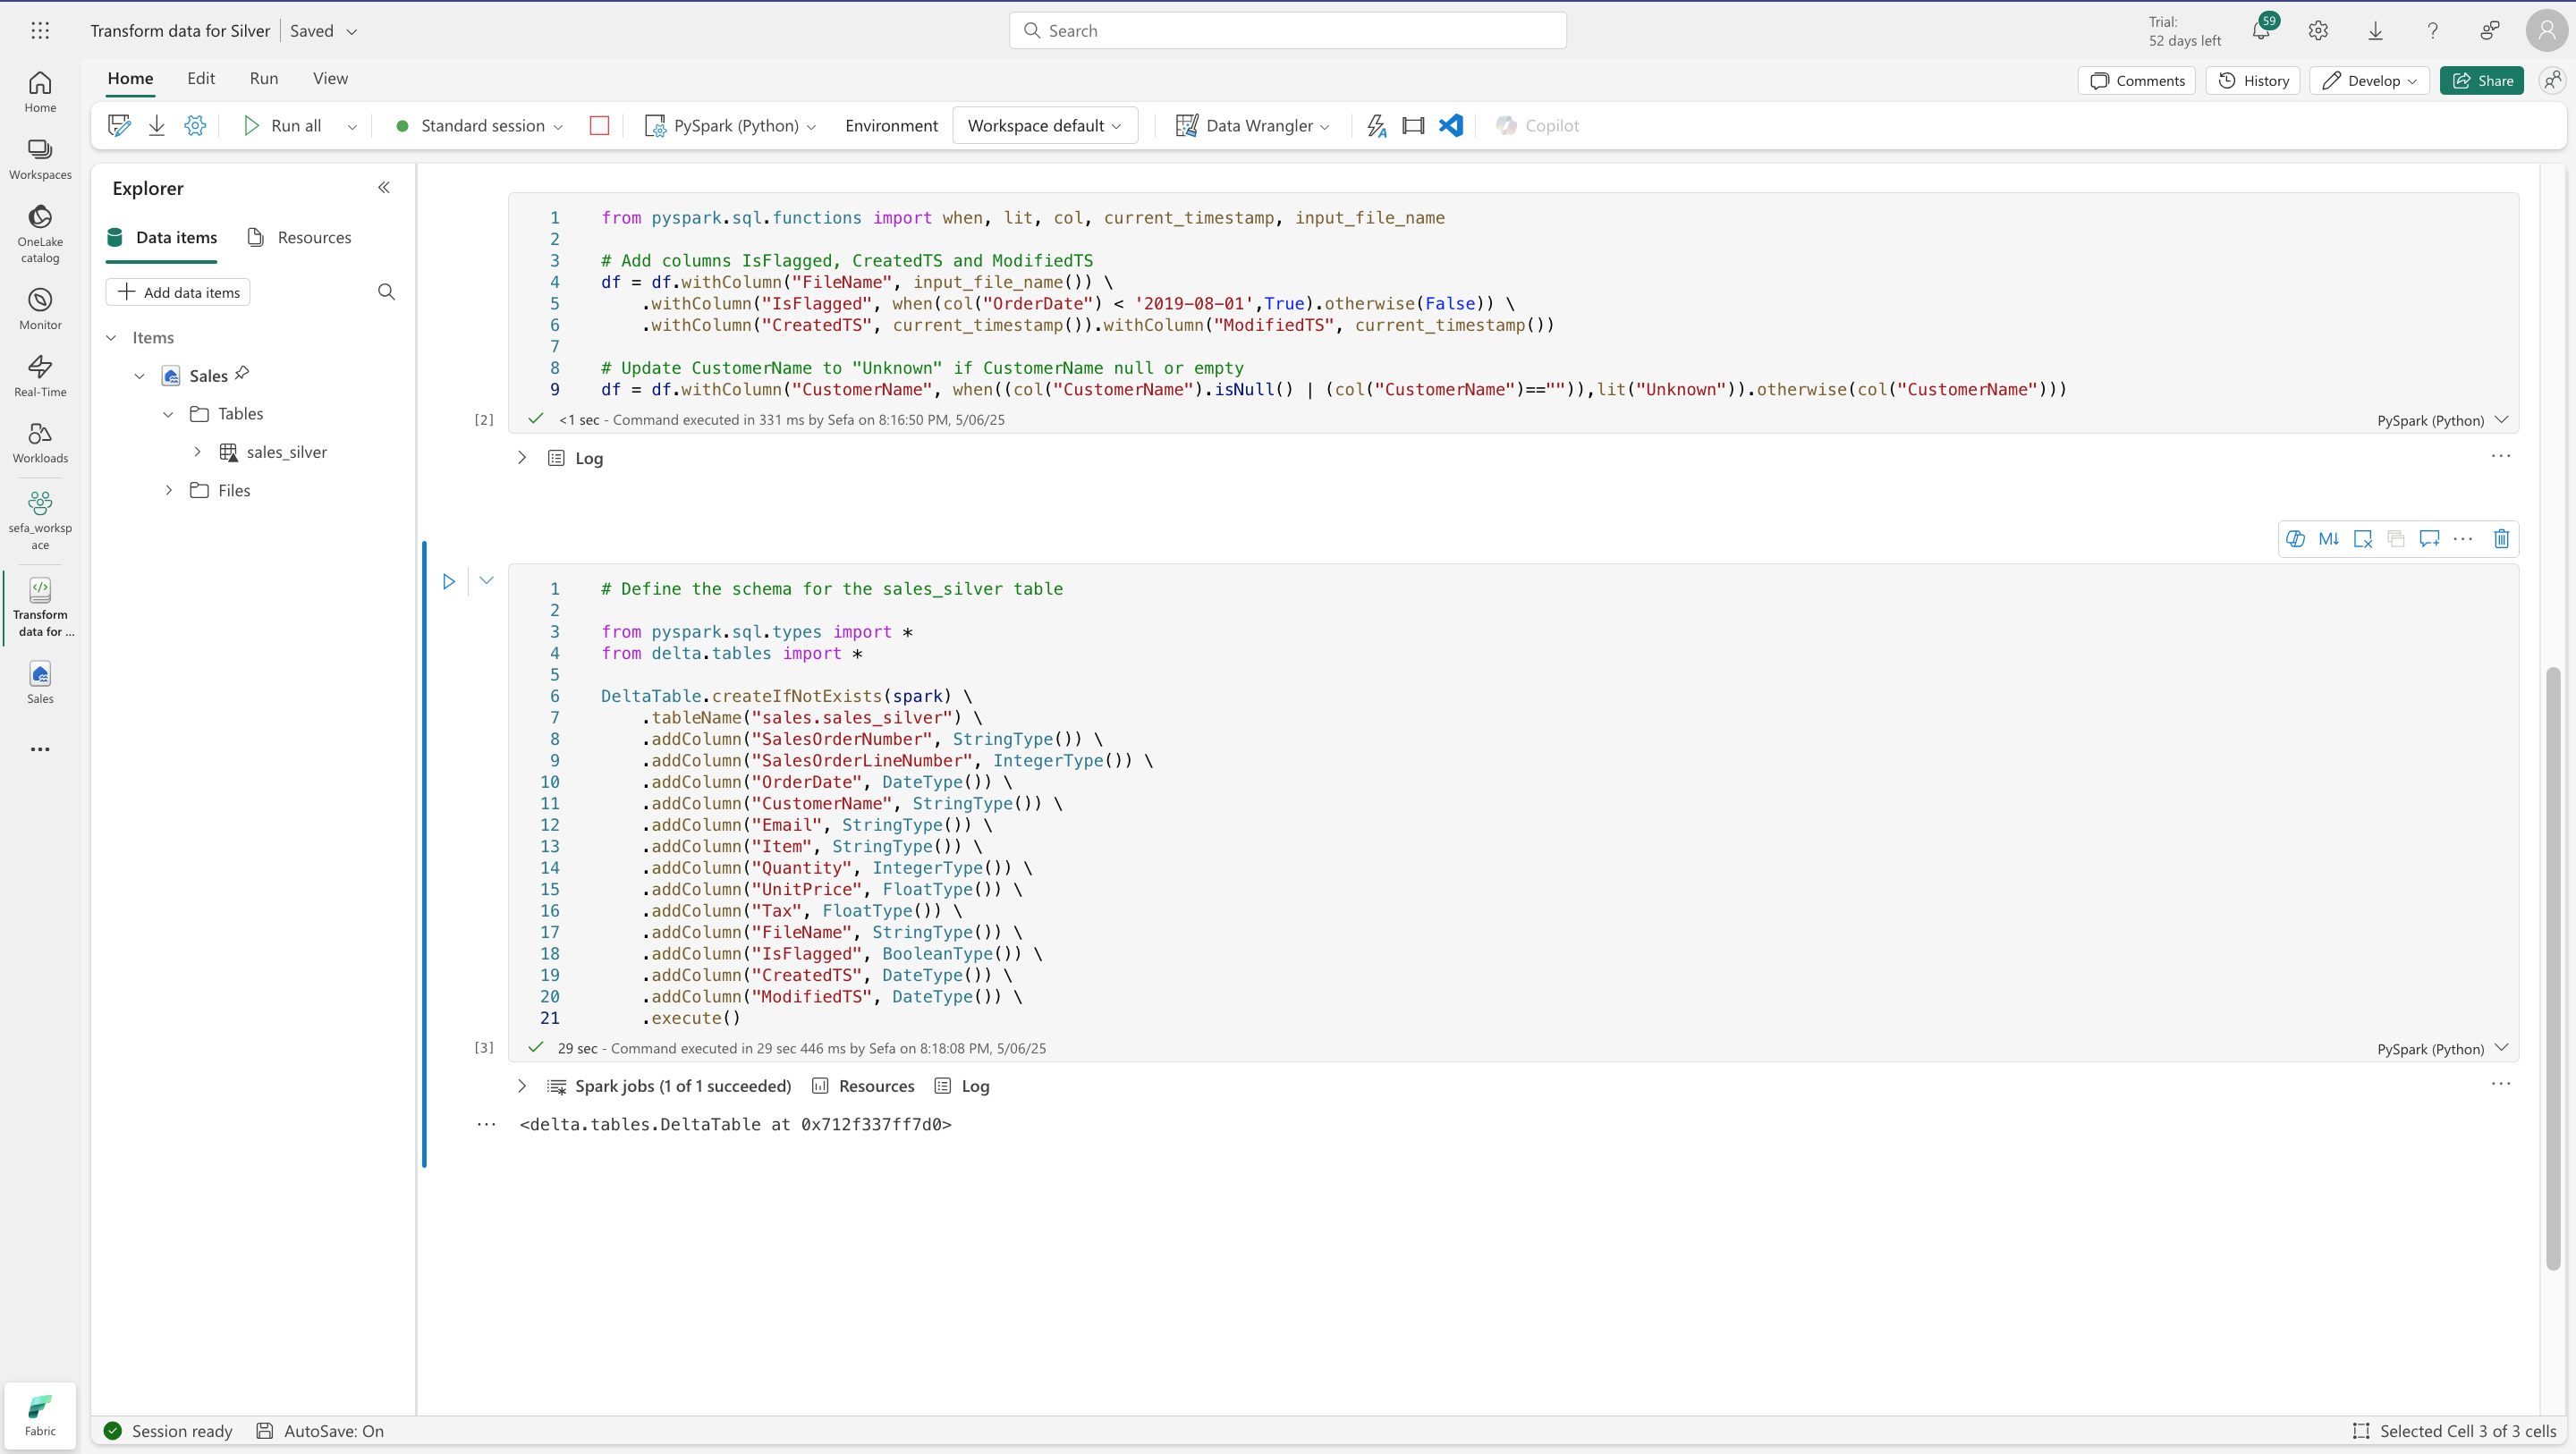 Transform data for Silver | Saved
Search
Trial:
52 days left
59
Home
Edit
Run
View
Comments
History
Develop
Share
Run all
Standard session
PySpark (Python)
Environment
Workspace default
Data Wrangler
Copilot
Home
Workspaces
OneLake
catalog
Monitor
Real-Time
Workloads
sefa_worksp
ace
Transform
data for ...
Sales
Fabric
Explorer
Data items
Resources
Add data items
Items
Sales
Tables
sales_silver
Files
1 from pyspark.sql.functions import when, lit, col, current_timestamp, input_file_name
2
3 # Add columns IsFlagged, CreatedTS and ModifiedTS
4 df = df.withColumn("FileName", input_file_name()) \
5     .withColumn("IsFlagged", when(col("OrderDate") < '2019-08-01',True).otherwise(False)) \
6     .withColumn("CreatedTS", current_timestamp()).withColumn("ModifiedTS", current_timestamp())
7
8 # Update CustomerName to "Unknown" if CustomerName null or empty
9 df = df.withColumn("CustomerName", when((col("CustomerName").isNull() | (col("CustomerName")=="")),lit("Unknown")).otherwise(col("CustomerName")))
[2] <1 sec - Command executed in 331 ms by Sefa on 8:16:50 PM, 5/06/25
PySpark (Python)
Log
M↓
1 # Define the schema for the sales_silver table
2
3 from pyspark.sql.types import *
4 from delta.tables import *
5
6 DeltaTable.createIfNotExists(spark) \
7     .tableName("sales.sales_silver") \
8     .addColumn("SalesOrderNumber", StringType()) \
9     .addColumn("SalesOrderLineNumber", IntegerType()) \
10     .addColumn("OrderDate", DateType()) \
11     .addColumn("CustomerName", StringType()) \
12     .addColumn("Email", StringType()) \
13     .addColumn("Item", StringType()) \
14     .addColumn("Quantity", IntegerType()) \
15     .addColumn("UnitPrice", FloatType()) \
16     .addColumn("Tax", FloatType()) \
17     .addColumn("FileName", StringType()) \
18     .addColumn("IsFlagged", BooleanType()) \
19     .addColumn("CreatedTS", DateType()) \
20     .addColumn("ModifiedTS", DateType()) \
21     .execute()
[3] 29 sec - Command executed in 29 sec 446 ms by Sefa on 8:18:08 PM, 5/06/25
PySpark (Python)
Spark jobs (1 of 1 succeeded) Resources Log
<delta.tables.DeltaTable at 0x712f337ff7d0>
Session ready
AutoSave: On
Selected Cell 3 of 3 cells